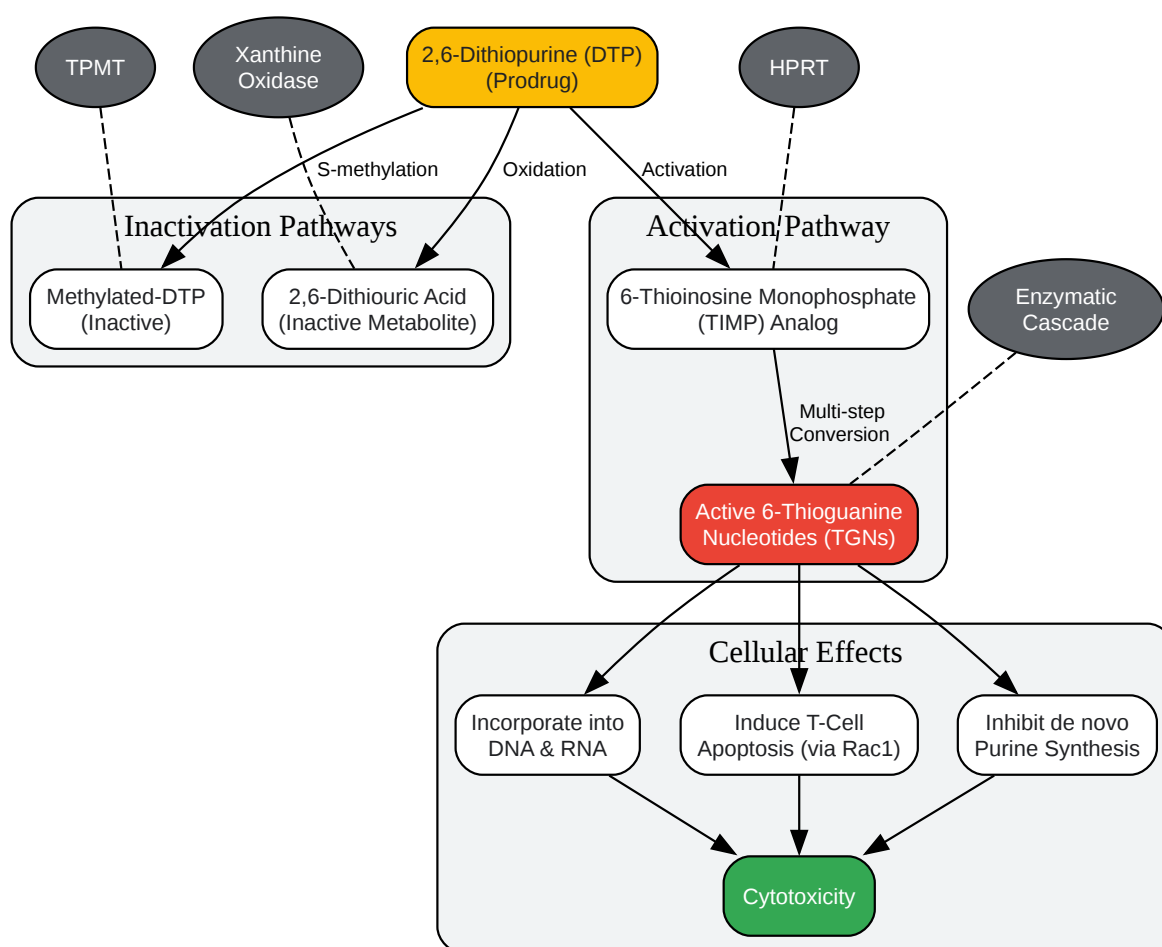 TPMT
Xanthine
Oxidase
2,6-Dithiopurine (DTP)
(Prodrug)
HPRT
S-methylation
Oxidation
Activation
Inactivation Pathways
Activation Pathway
Methylated-DTP
(Inactive)
2,6-Dithiouric Acid
(Inactive Metabolite)
6-Thioinosine Monophosphate
(TIMP) Analog
Enzymatic
Cascade
Multi-step
Conversion
Active 6-Thioguanine
Nucleotides (TGNs)
Cellular Effects
Incorporate into
DNA & RNA
Induce T-Cell
Apoptosis (via Rac1)
Inhibit de novo
Purine Synthesis
Cytotoxicity